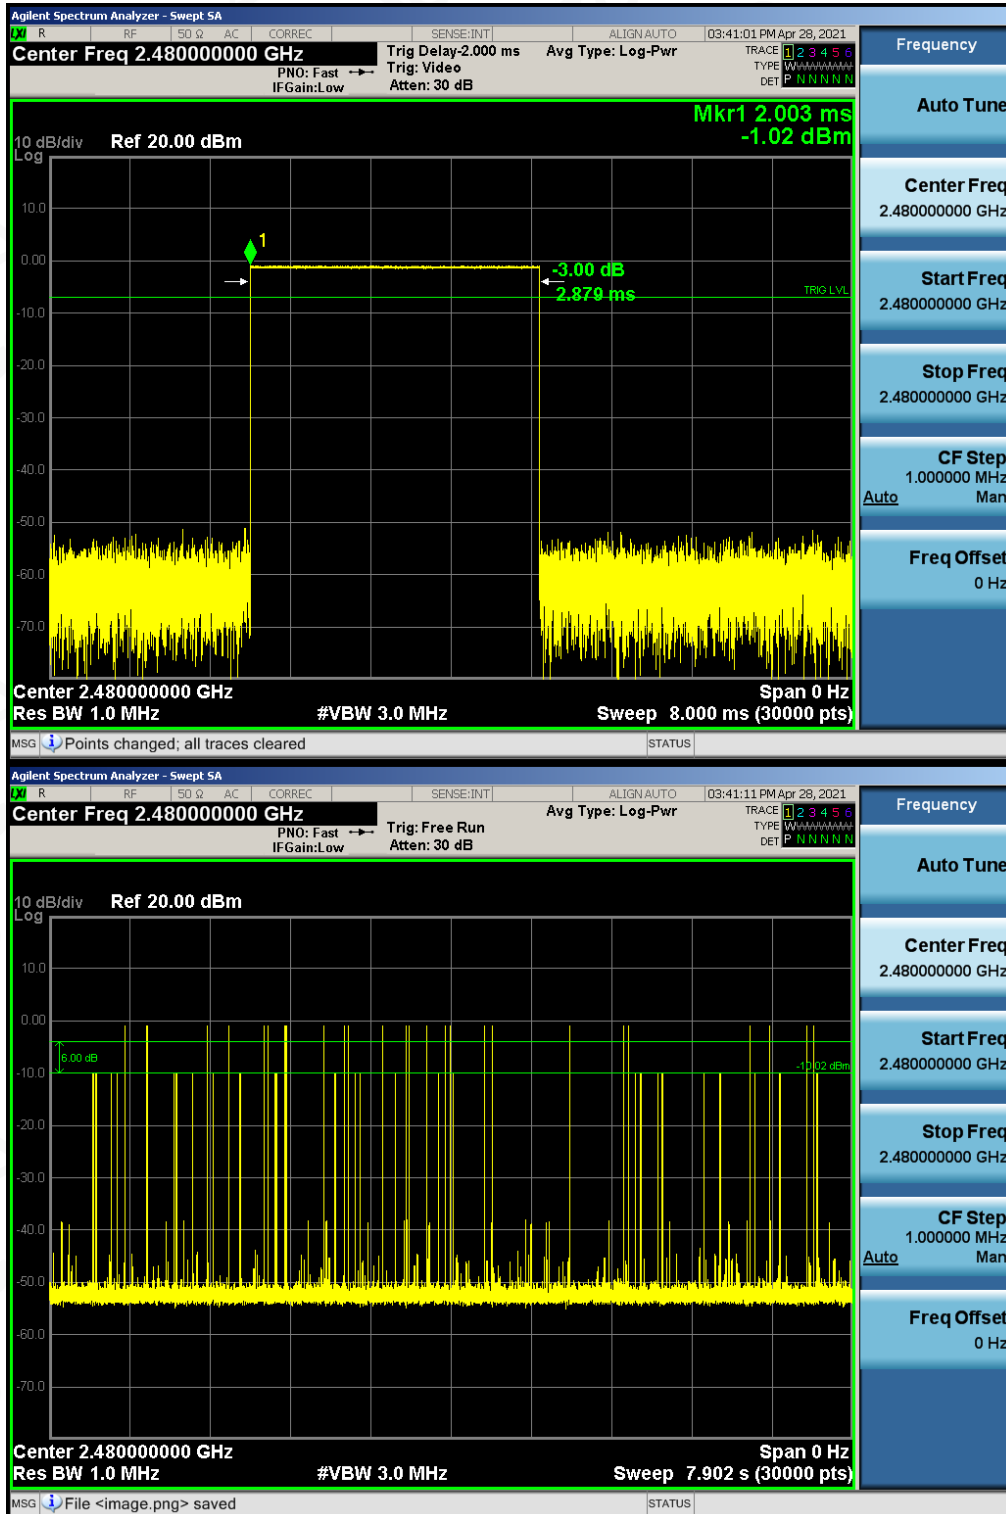 Agilent Spectrum Analyzer - Swept SA
LXI R RF 50 Ω AC CORREC SENSE:INT ALIGN AUTO 03:41:01 PM Apr 28, 2021
Center Freq 2.480000000 GHz
PNO: Fast
IFGain:Low
Trig Delay-2.000 ms
Trig: Video
Atten: 30 dB
Avg Type: Log-Pwr
TRACE 1 2 3 4 5 6
TYPE WWWWWW
DET P N N N N N
Mkr1 2.003 ms
-1.02 dBm
10 dB/div
Log
Ref 20.00 dBm
10.0
0.00
-10.0
-20.0
-30.0
-40.0
-50.0
-60.0
-70.0
1
-3.00 dB
2.879 ms
TRIG LVL
Center 2.480000000 GHz
Span 0 Hz
Res BW 1.0 MHz
#VBW 3.0 MHz
Sweep 8.000 ms (30000 pts)
MSG Points changed; all traces cleared
STATUS
Frequency
Auto Tune
Center Freq
2.480000000 GHz
Start Freq
2.480000000 GHz
Stop Freq
2.480000000 GHz
CF Step
1.000000 MHz
Auto Man
Freq Offset
0 Hz
Agilent Spectrum Analyzer - Swept SA
LXI R RF 50 Ω AC CORREC SENSE:INT ALIGN AUTO 03:41:11 PM Apr 28, 2021
Center Freq 2.480000000 GHz
PNO: Fast
IFGain:Low
Trig: Free Run
Atten: 30 dB
Avg Type: Log-Pwr
TRACE 1 2 3 4 5 6
TYPE WWWWWW
DET P N N N N N
10 dB/div
Log
Ref 20.00 dBm
10.0
0.00
-10.0
-20.0
-30.0
-40.0
-50.0
-60.0
-70.0
6.00 dB
-10.02 dBm
Center 2.480000000 GHz
Span 0 Hz
Res BW 1.0 MHz
#VBW 3.0 MHz
Sweep 7.902 s (30000 pts)
MSG File <image.png> saved
STATUS
Frequency
Auto Tune
Center Freq
2.480000000 GHz
Start Freq
2.480000000 GHz
Stop Freq
2.480000000 GHz
CF Step
1.000000 MHz
Auto Man
Freq Offset
0 Hz